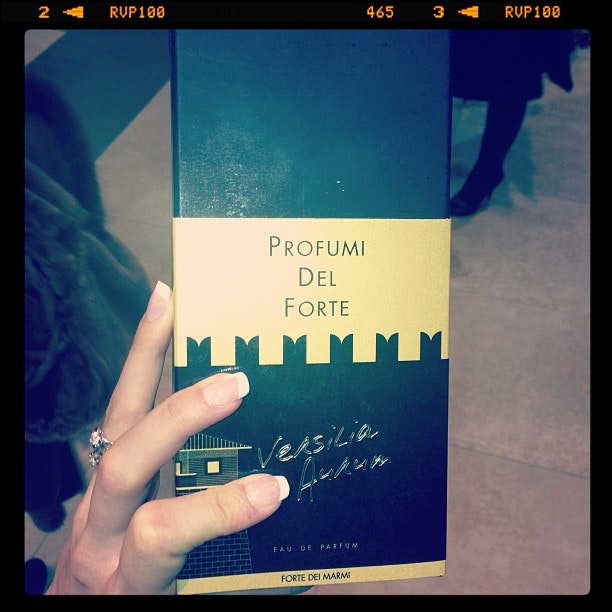 2 RVP100 465 3 RVP100
PROFUMI
DEL
FORTE
Versilia
Aurum
EAU DE PARFUM
FORTE DEI MARMI